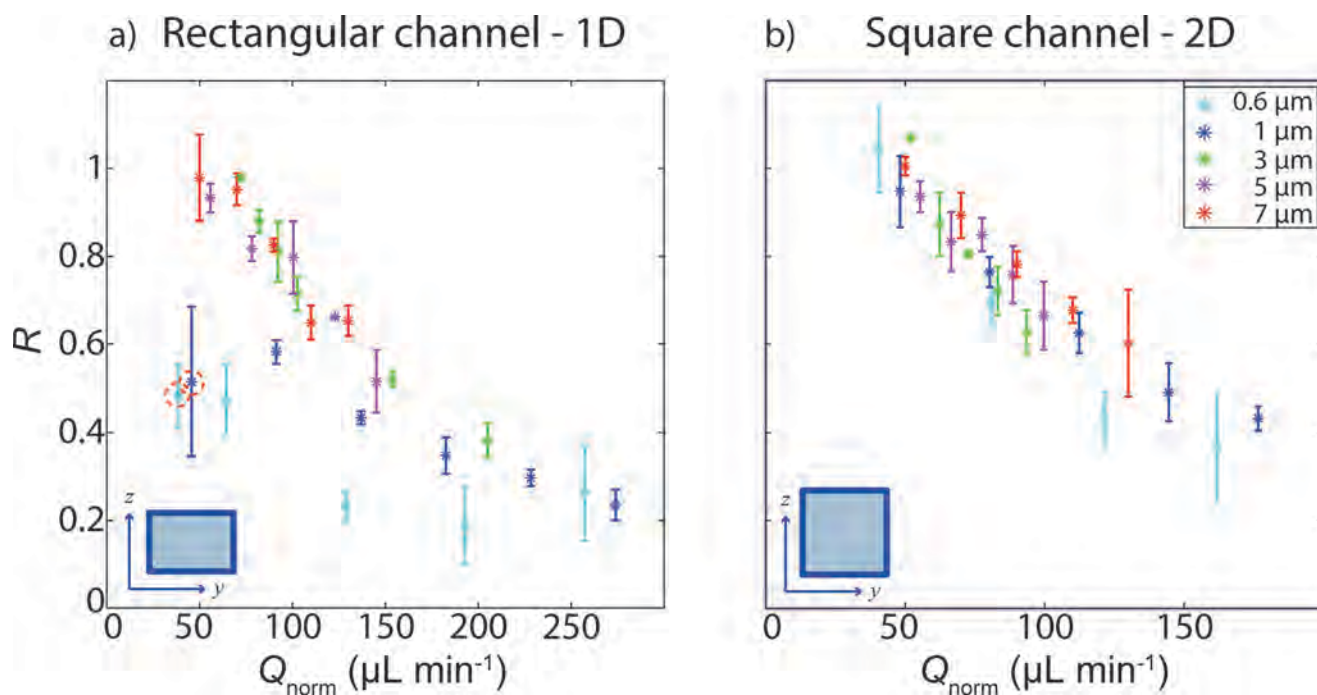 a) Rectangular channel - 1D
b) Square channel - 2D
0.6 µm
1 µm
3 µm
5 µm
7 µm
1
0.8
0.6
0.4
0.2
0
R
z
y
z
y
0 50 100 150 200 250
0 50 100 150
Qnorm (µL min⁻¹)
Qnorm (µL min⁻¹)